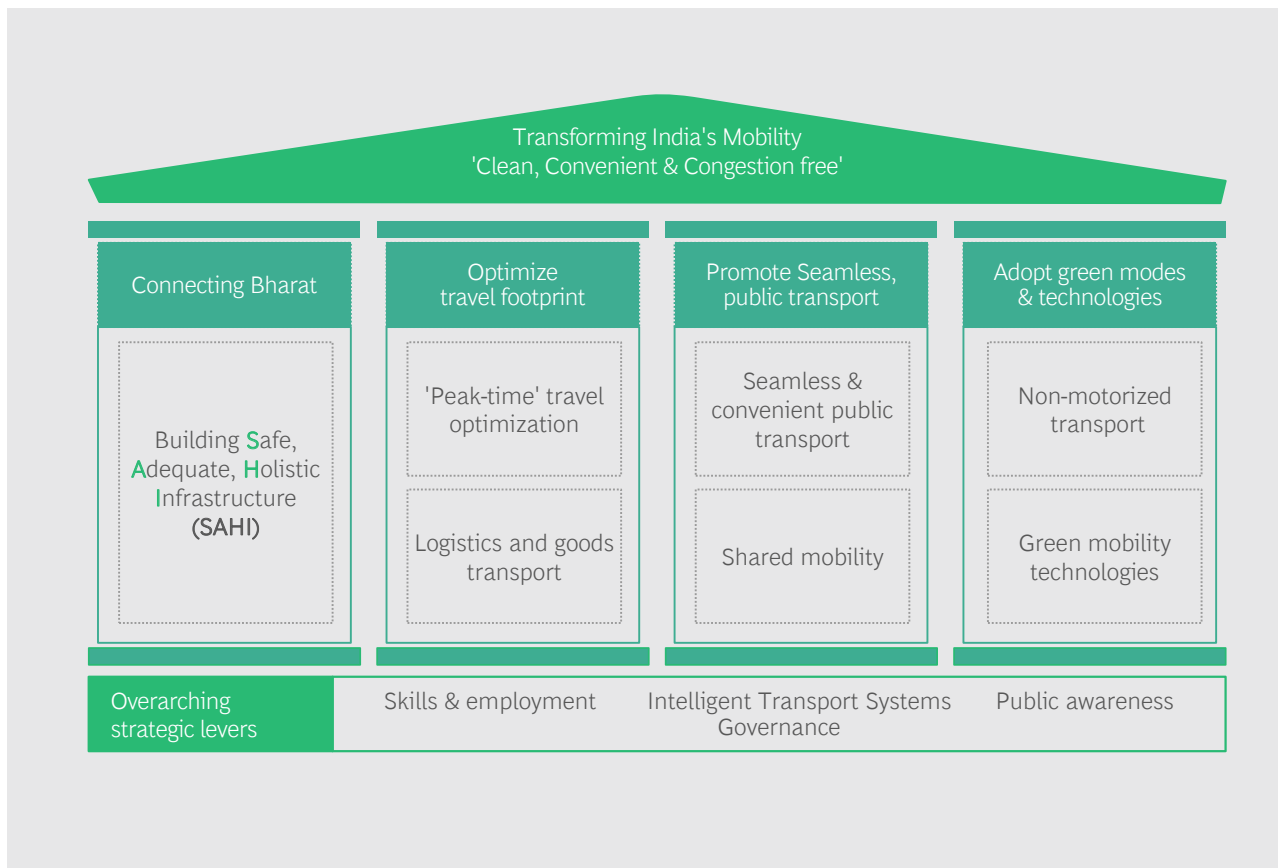 Transforming India's Mobility
'Clean, Convenient & Congestion free'
Connecting Bharat
Building Safe,
Adequate, Holistic
Infrastructure
(SAHI)
Optimize
travel footprint
'Peak-time' travel
optimization
Logistics and goods
transport
Promote Seamless,
public transport
Seamless &
convenient public
transport
Shared mobility
Adopt green modes
& technologies
Non-motorized
transport
Green mobility
technologies
Overarching
strategic levers
Skills & employment
Intelligent Transport Systems
Governance
Public awareness